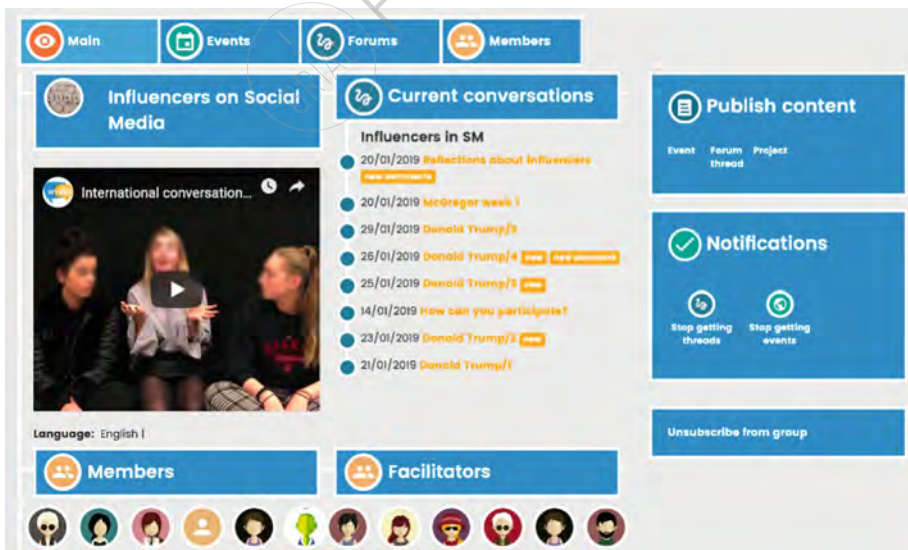 Main
Events
Forums
Members
Influencers on Social
Media
International conversation...
Language: English |
Current conversations
Influencers in SM
20/01/2019 Reflections about Influencers
new comments
20/01/2019 McGregor week 1
29/01/2019 Donald Trump/5
26/01/2019 Donald Trump/4 new new comment
25/01/2019 Donald Trump/3 new
14/01/2019 How can you participate?
23/01/2019 Donald Trump/2 new
21/01/2019 Donald Trump/1
Publish content
Event Forum Project
thread
Notifications
Stop getting Stop getting
threads events
Unsubscribe from group
Members
Facilitators